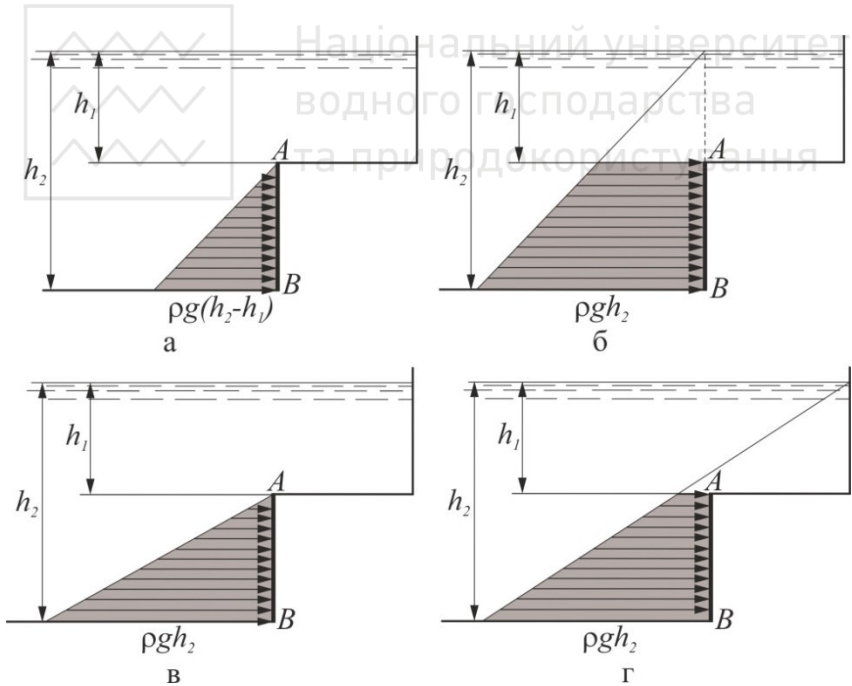 Національний університет
водного господарства
та природокористування
h₁
h₂
A
B
ρg(h₂-h₁)
а
h₁
h₂
A
B
ρgh₂
б
h₁
h₂
A
B
ρgh₂
в
h₁
h₂
A
B
ρgh₂
г